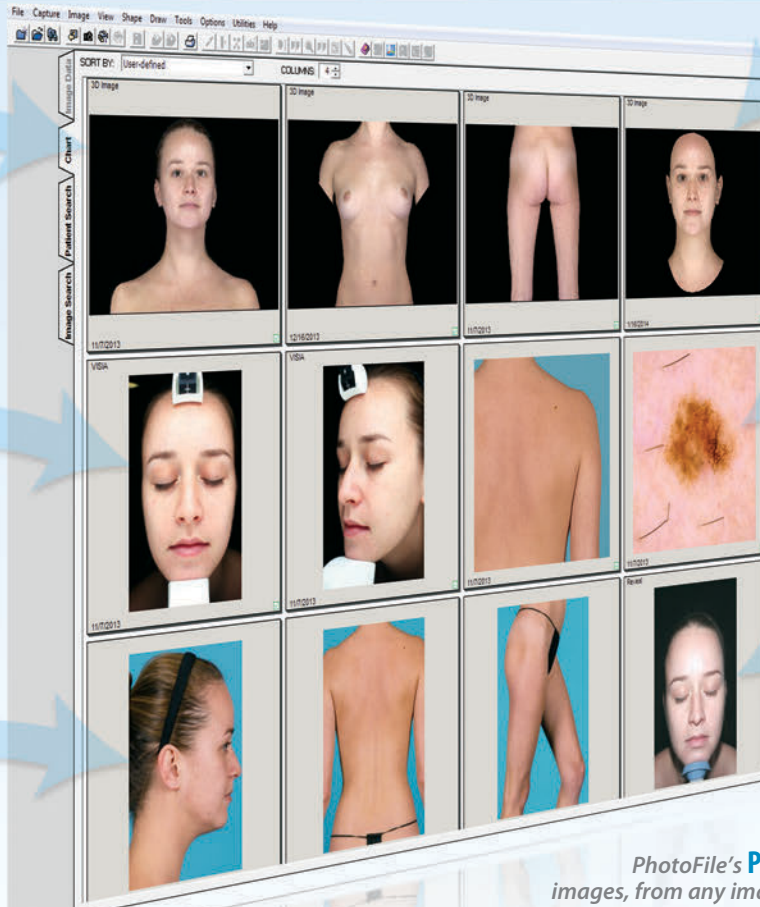 File Capture Image View Shape Draw Tools Options Utilities Help
SORT BY: User-defined COLUMNS 4
Image Data
Chart
Patient Search
Image Search
3D Image
3D Image
3D Image
3D Image
11/7/2013
12/16/2013
11/7/2013
1/16/2014
VISIA
VISIA
11/7/2013
11/7/2013
11/7/2013
11/7/2013
Reveal
PhotoFile's P
images, from any ima